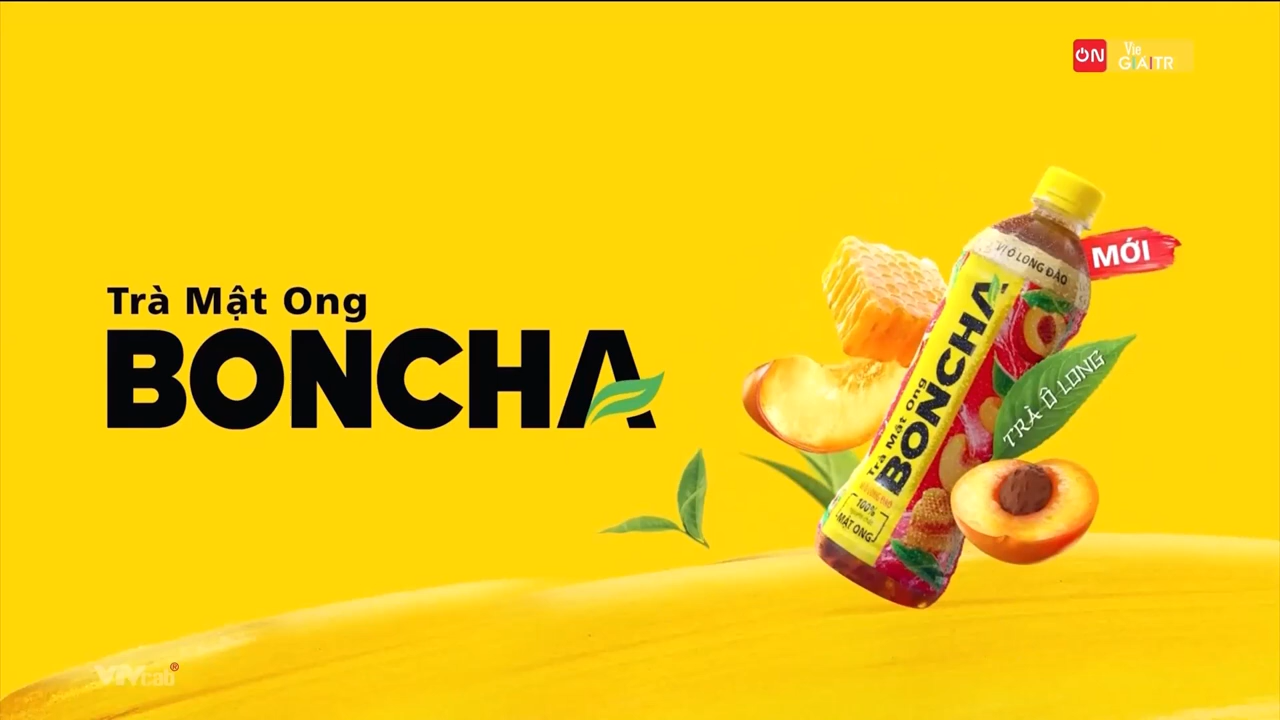 ON
Vie
GIẢITR
Trà Mật Ong
BONCHA
MỚI
VỊ Ô LONG ĐÀO
Trà Mật Ong
BONCHA
TRÀ Ô LONG
100%
MẬT ONG
VTVcab®